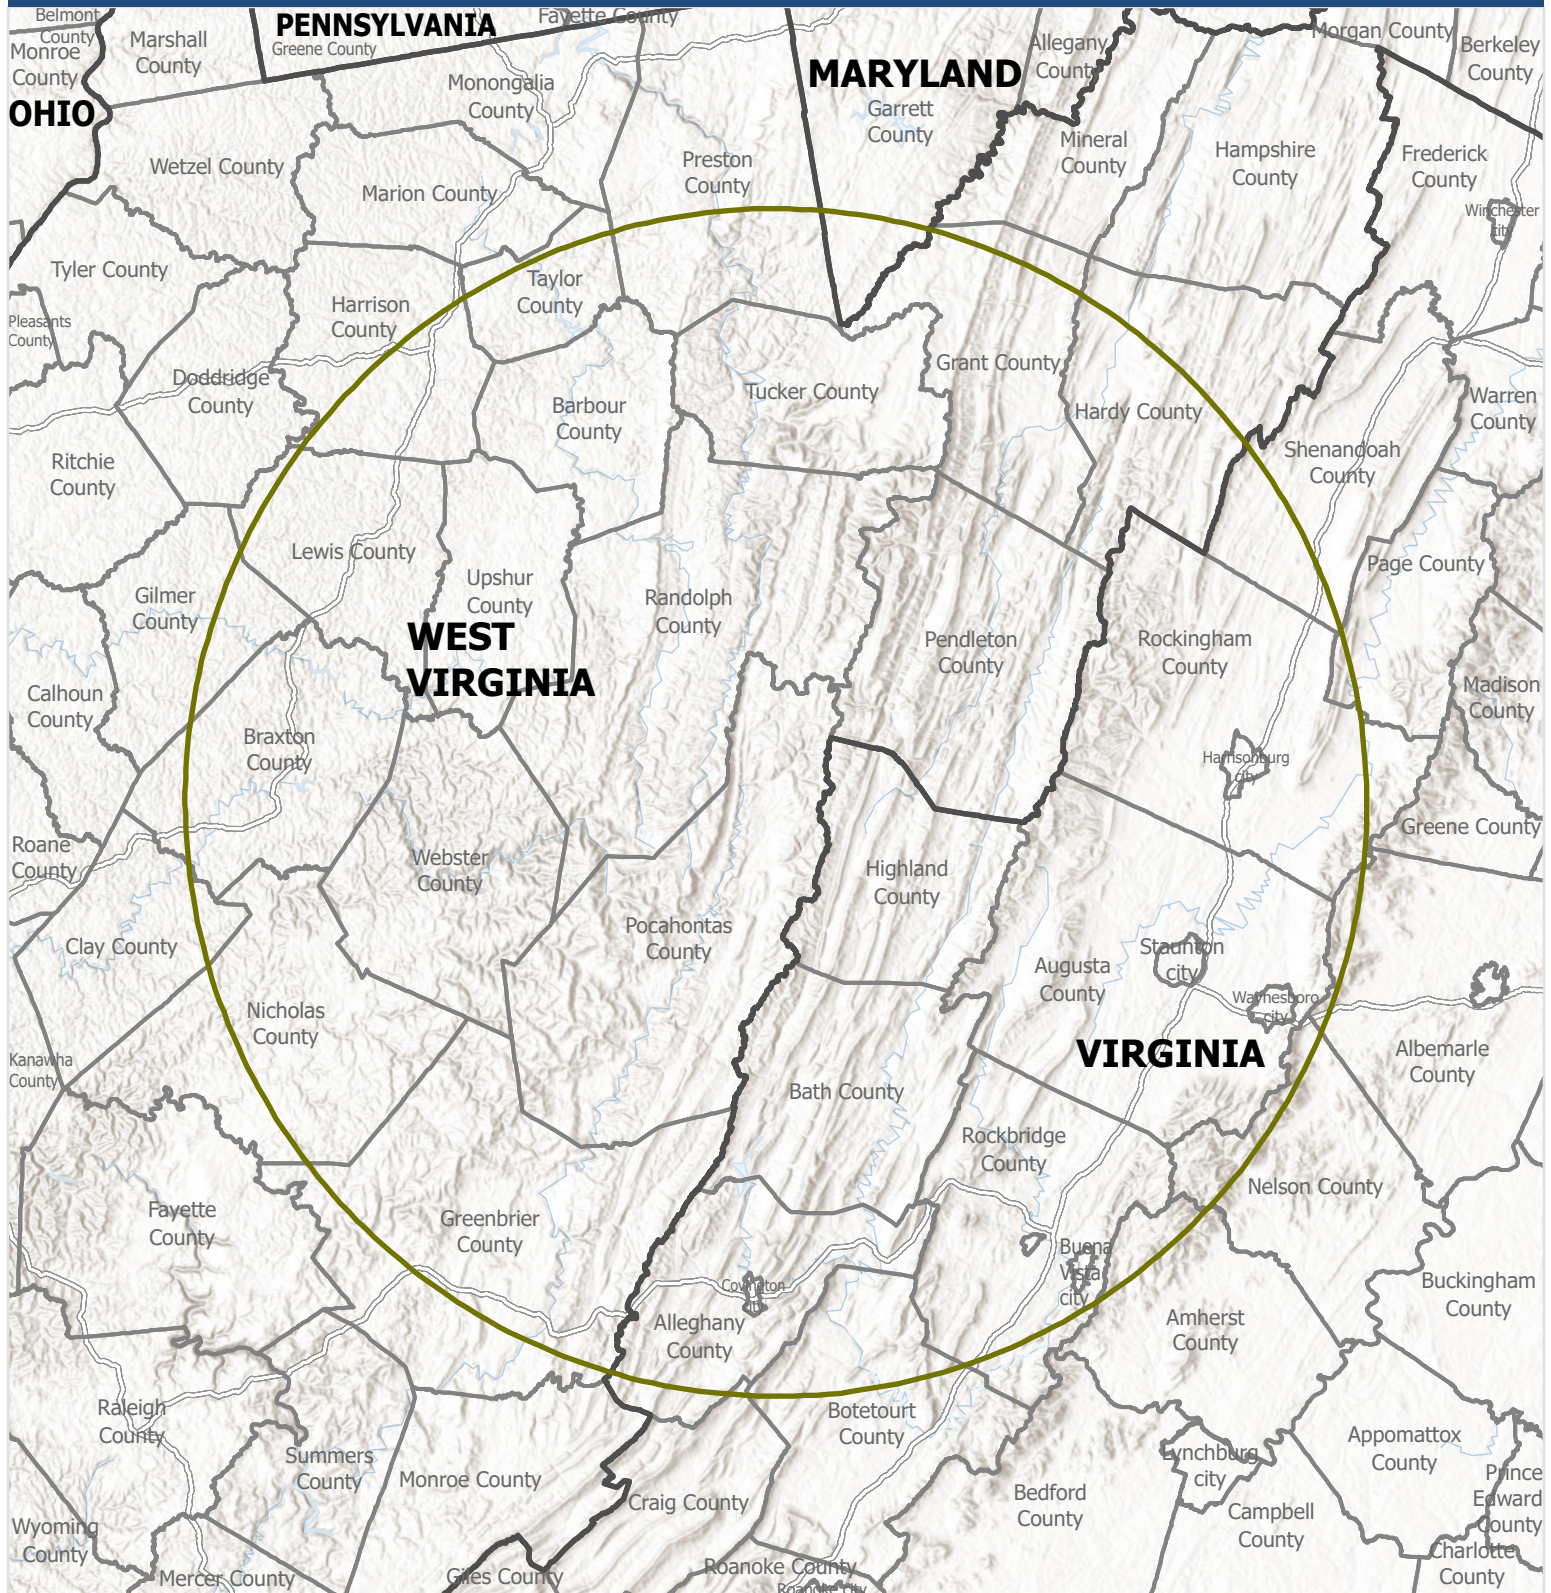 Belmont
County
Monroe
County
Marshall
County
PENNSYLVANIA
Greene County
Fayette County
Monongalia
County
MARYLAND
Garrett
County
Allegany
County
Morgan County
Berkeley
County
OHIO
Wetzel County
Marion County
Preston
County
Mineral
County
Hampshire
County
Frederick
County
Winchester
city
Tyler County
Pleasants
County
Harrison
County
Taylor
County
Doddridge
County
Barbour
County
Tucker County
Grant County
Hardy County
Warren
County
Ritchie
County
Shenandoah
County
Lewis County
Upshur
County
Gilmer
County
Randolph
County
Page County
WEST
VIRGINIA
Pendleton
County
Rockingham
County
Calhoun
County
Madison
County
Braxton
County
Harrisonburg
city
Roane
County
Webster
County
Highland
County
Greene County
Clay County
Pocahontas
County
Augusta
County
Staunton
city
Waynesboro
city
Nicholas
County
Kanawha
County
VIRGINIA
Albemarle
County
Bath County
Rockbridge
County
Nelson County
Fayette
County
Greenbrier
County
Buena
Vista
city
Covington
city
Buckingham
County
Alleghany
County
Amherst
County
Raleigh
County
Botetourt
County
Summers
County
Monroe County
Craig County
Bedford
County
Lynchburg
city
Appomattox
County
Prince
Edward
County
Campbell
County
Wyoming
County
Mercer County
Giles County
Roanoke County
Roanoke city
Charlotte
County